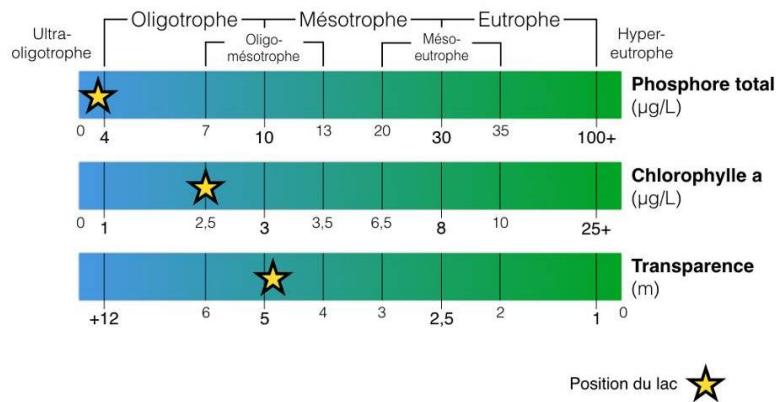 Ultra-
oligotrophe
Oligotrophe
Mésotrophe
Eutrophe
Hyper-
eutrophe
Oligo-
mésotrophe
Méso-
eutrophe
Phosphore total
(µg/L)
0 4 7 10 13 20 30 35 100+
Chlorophylle a
(µg/L)
0 1 2,5 3 3,5 6,5 8 10 25+
Transparence
(m)
+12 6 5 4 3 2,5 2 1 0
Position du lac